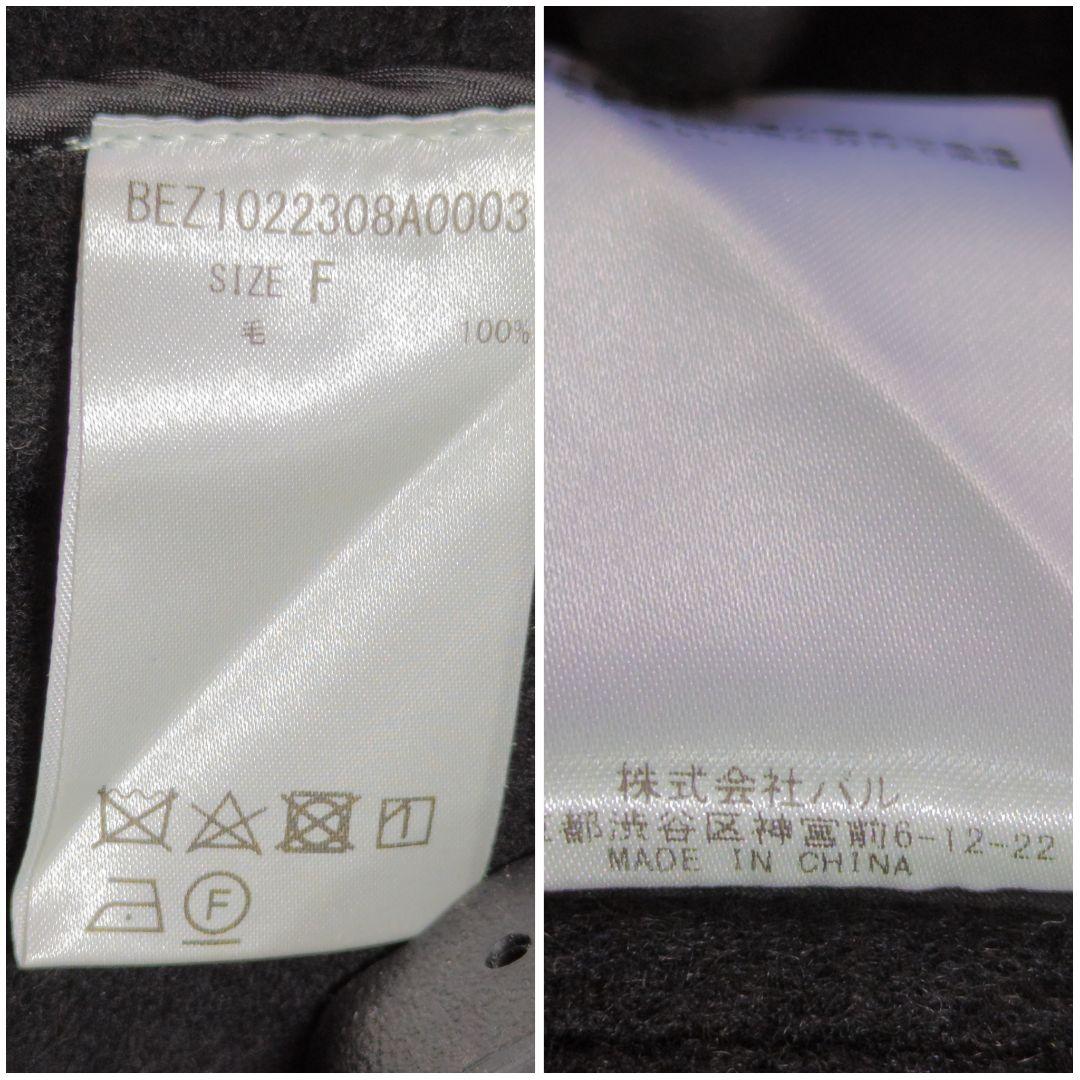 BEZ1022308A0003
SIZE F
毛 100%
F
株式会社パル
都渋谷区神宮前6-12-22
MADE IN CHINA